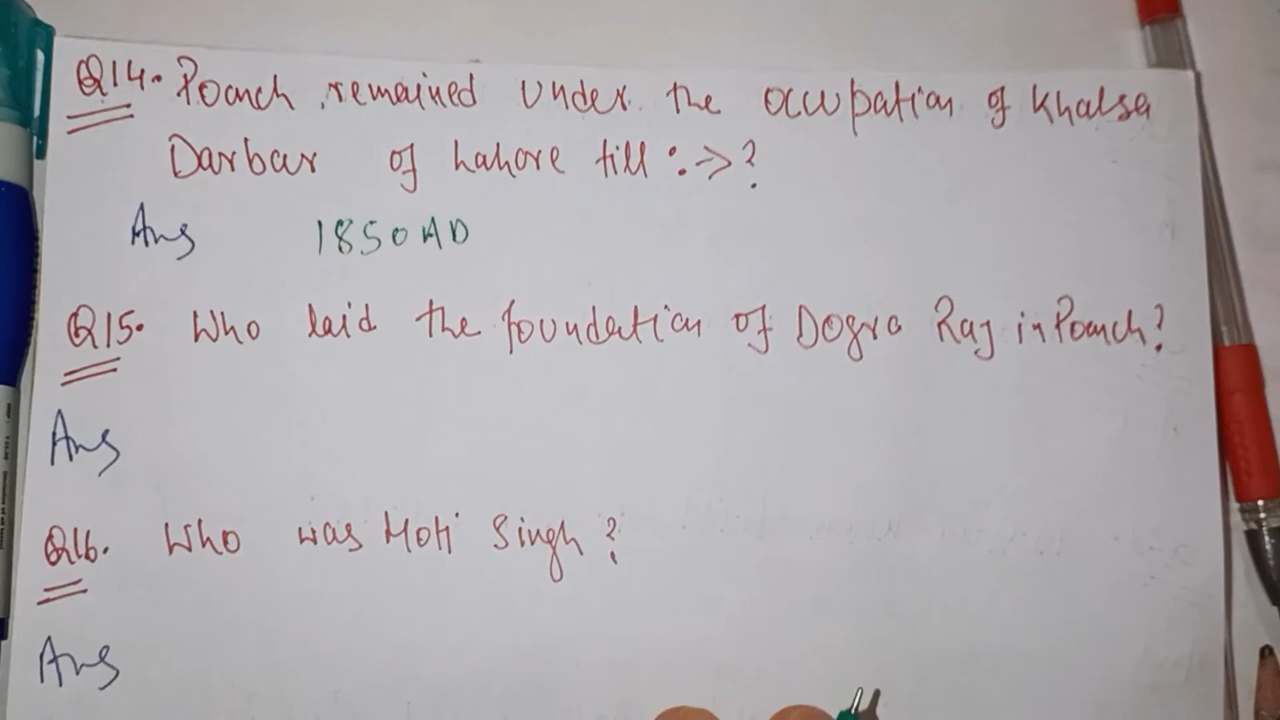 Q14. Poonch remained under the occupation of Khalsa
Darbar of Lahore till :→?
Ans 1850 AD
Q15. Who laid the foundation of Dogra Raj in Poonch?
Ans
Q16. Who was Moti Singh?
Ans